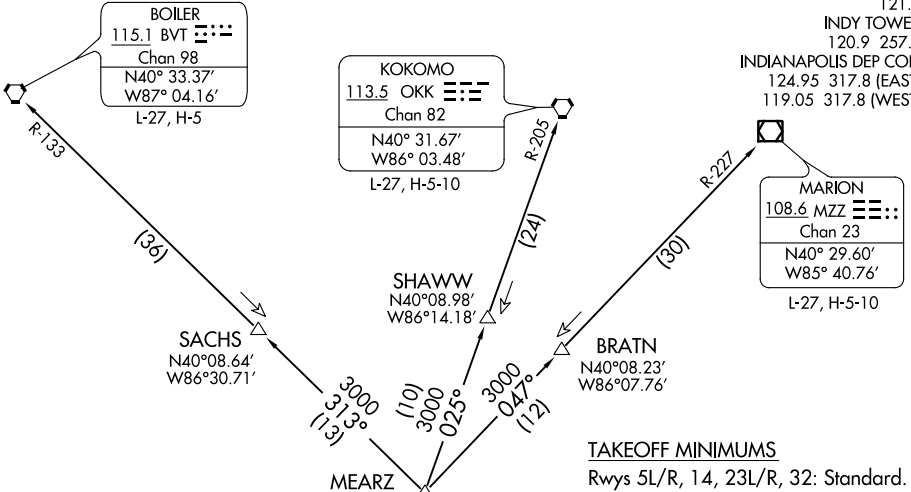 BOILER
115.1 BVT
Chan 98
N40° 33.37'
W87° 04.16'
L-27, H-5
R-133
(36)
KOKOMO
113.5 OKK
Chan 82
N40° 31.67'
W86° 03.48'
L-27, H-5-10
R-205
(24)
121.
INDY TOWE
120.9 257.
INDIANAPOLIS DEP CO
124.95 317.8 (EAST
119.05 317.8 (WEST
R-227
(30)
MARION
108.6 MZZ
Chan 23
N40° 29.60'
W85° 40.76'
L-27, H-5-10
SHAWW
N40°08.98'
W86°14.18'
SACHS
N40°08.64'
W86°30.71'
BRATN
N40°08.23'
W86°07.76'
3000
313°
(13)
(10)
3000
025°
3000
047°
(12)
MEARZ
TAKEOFF MINIMUMS
Rwys 5L/R, 14, 23L/R, 32: Standard.